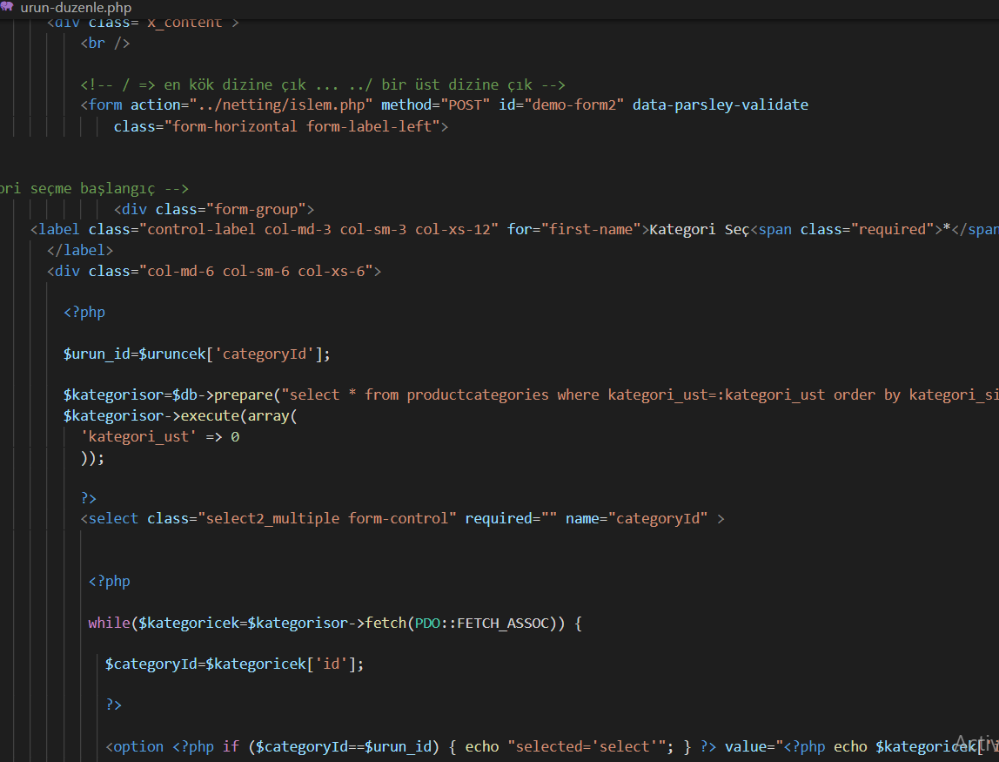 urun-duzenle.php
<div class="x_content">
<br />
<!-- / => en kök dizine çık ... ../ bir üst dizine çık -->
<form action="../netting/islem.php" method="POST" id="demo-form2" data-parsley-validate
class="form-horizontal form-label-left">
ori seçme başlangıç -->
<div class="form-group">
<label class="control-label col-md-3 col-sm-3 col-xs-12" for="first-name">Kategori Seç<span class="required">*</span
</label>
<div class="col-md-6 col-sm-6 col-xs-6">
<?php
$urun_id=$uruncek['categoryId'];
$kategorisor=$db->prepare("select * from productcategories where kategori_ust=:kategori_ust order by kategori_si
$kategorisor->execute(array(
'kategori_ust' => 0
));
?>
<select class="select2_multiple form-control" required="" name="categoryId" >
<?php
while($kategoricek=$kategorisor->fetch(PDO::FETCH_ASSOC)) {
$categoryId=$kategoricek['id'];
?>
<option <?php if ($categoryId==$urun_id) { echo "selected='select'"; } ?> value="<?php echo $kategoricek['i
Activ